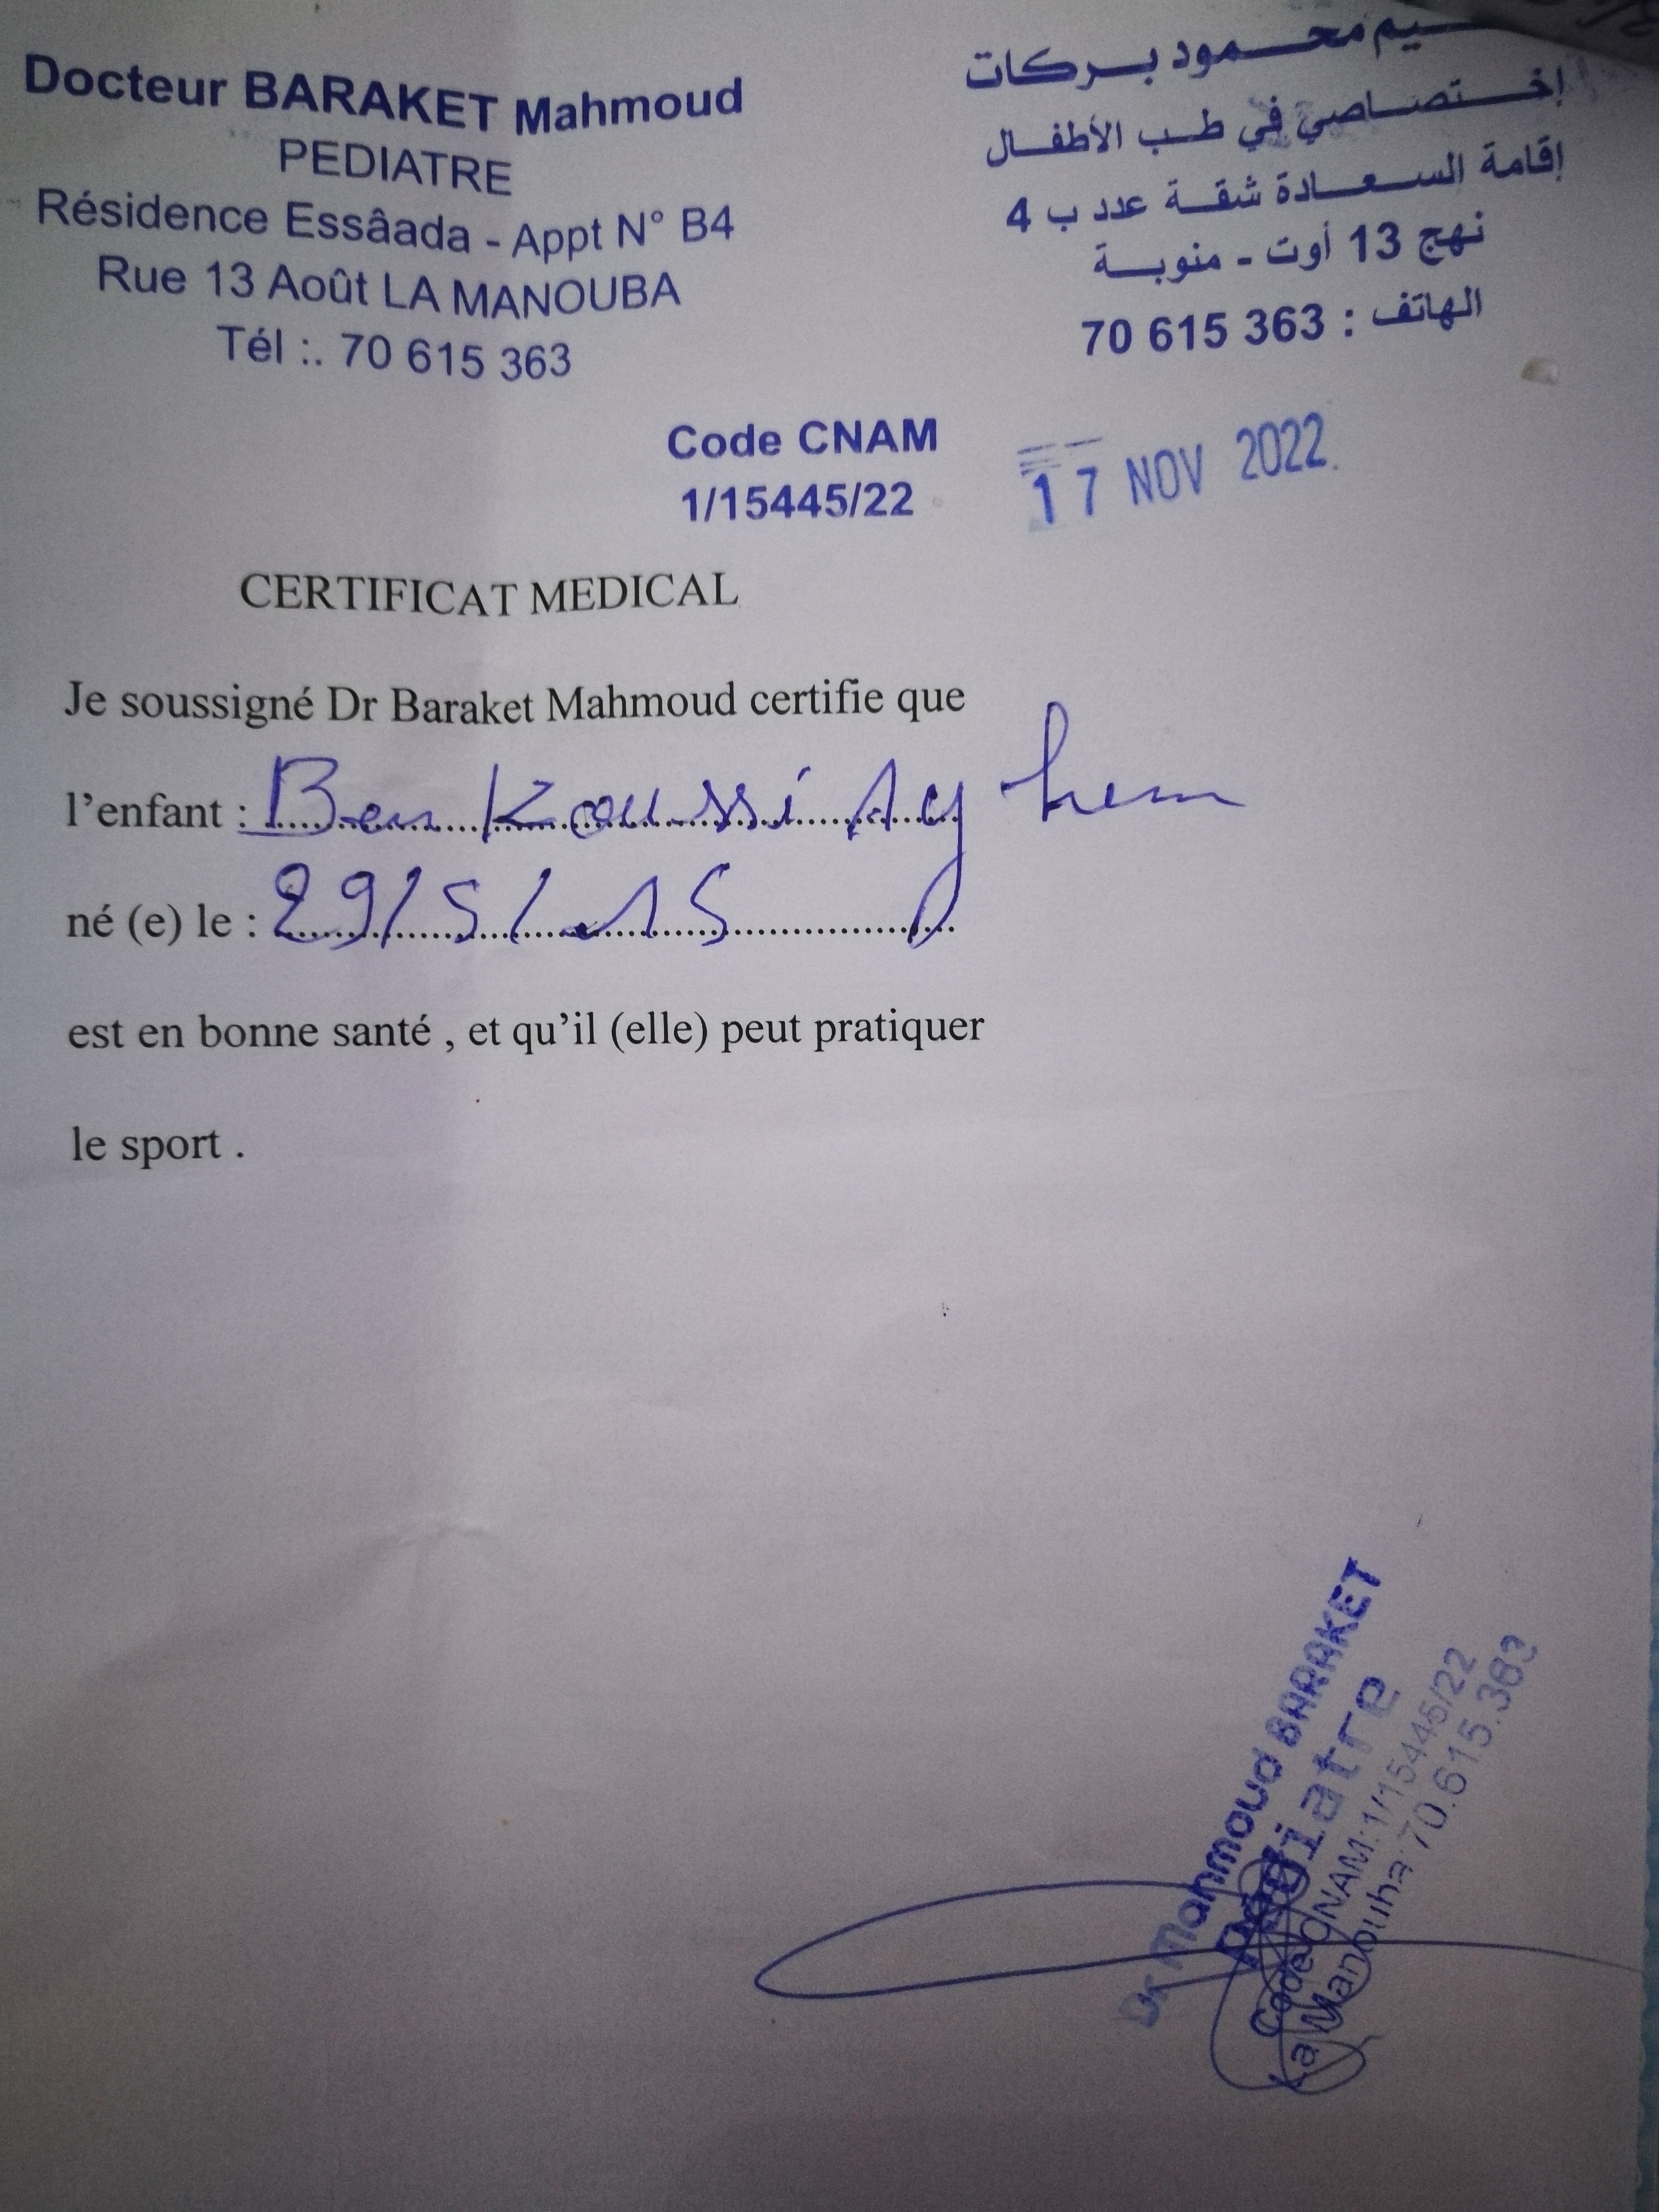 Docteur BARAKET Mahmoud
PEDIATRE
Résidence Essâada - Appt N° B4
Rue 13 Août LA MANOUBA
Tél :. 70 615 363
محمود بركات
إختصاصي في طب الأطفال
إقامة السعادة شقة عدد ب 4
نهج 13 أوت - منوبة
الهاتف : 70 615 363
Code CNAM
1/15445/22
17 NOV 2022
CERTIFICAT MEDICAL
Je soussigné Dr Baraket Mahmoud certifie que
l'enfant : Ben Koussi Ayhem
né (e) le : 29/5/15
est en bonne santé , et qu'il (elle) peut pratiquer
le sport .
Dr Mahmoud BARAKET
Pédiatre
Code CNAM:1/15445/22
La Manouba 70.615.363